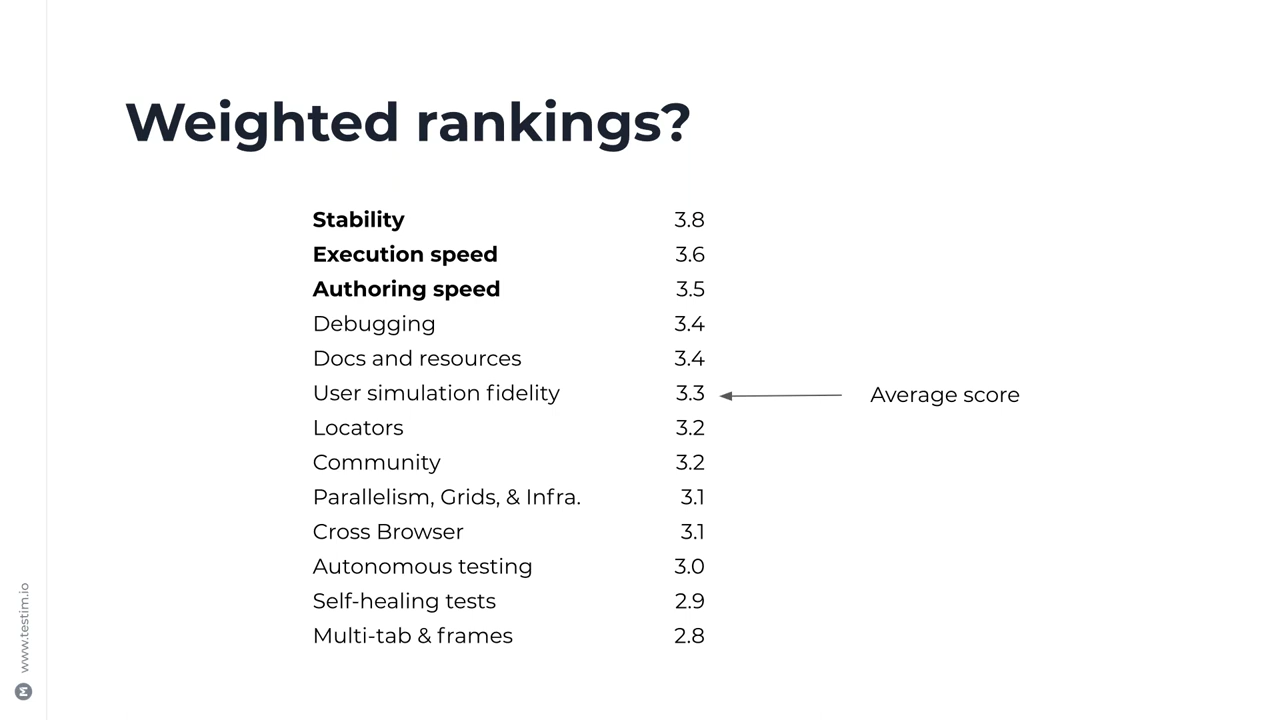 Weighted rankings?
Stability 3.8
Execution speed 3.6
Authoring speed 3.5
Debugging 3.4
Docs and resources 3.4
User simulation fidelity 3.3 Average score
Locators 3.2
Community 3.2
Parallelism, Grids, & Infra. 3.1
Cross Browser 3.1
Autonomous testing 3.0
Self-healing tests 2.9
Multi-tab & frames 2.8
www.testim.io